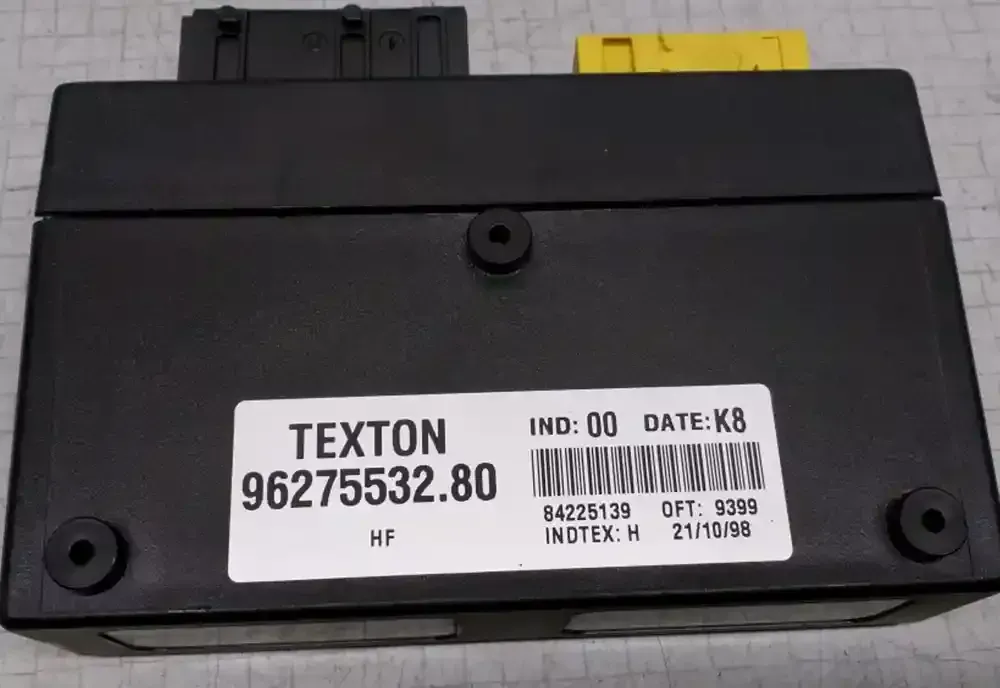 TEXTON
96275532.80
HF
IND: 00 DATE: K8
84225139 OFT: 9399
INDTEX: H 21/10/98